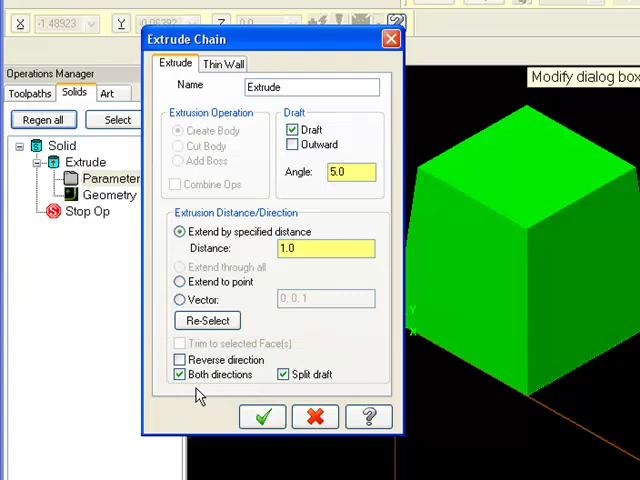 X -1.48923 Y 0.06392
Extrude Chain
Operations Manager
Toolpaths Solids Art
Regen all Select
Solid
Extrude
Parameter
Geometry
Stop Op
Extrude Thin Wall
Name Extrude
Extrusion Operation
Create Body
Cut Body
Add Boss
Combine Ops
Draft
Draft
Outward
Angle: 5.0
Extrusion Distance/Direction
Extend by specified distance
Distance: 1.0
Extend through all
Extend to point
Vector: 0, 0, 1
Re-Select
Trim to selected Face(s)
Reverse direction
Both directions Split draft
Modify dialog box
Y
X